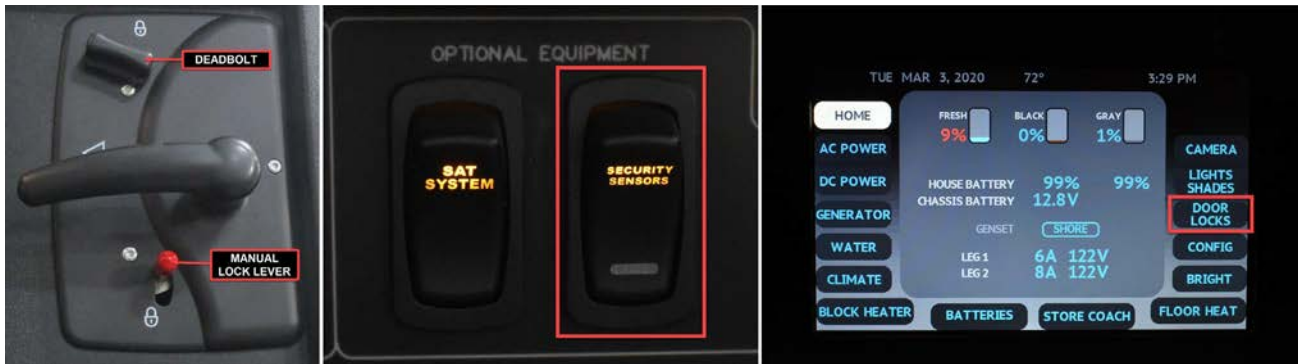 DEADBOLT
MANUAL
LOCK LEVER
OPTIONAL EQUIPMENT
SAT
SYSTEM
SECURITY
SENSORS
TUE MAR 3, 2020 72° 3:29 PM
HOME
AC POWER
DC POWER
GENERATOR
WATER
CLIMATE
BLOCK HEATER
FRESH BLACK GRAY
9% 0% 1%
HOUSE BATTERY 99% 99%
CHASSIS BATTERY 12.8V
GENSET SHORE
LEG 1 6A 122V
LEG 2 8A 122V
CAMERA
LIGHTS
SHADES
DOOR
LOCKS
CONFIG
BRIGHT
FLOOR HEAT
BATTERIES
STORE COACH